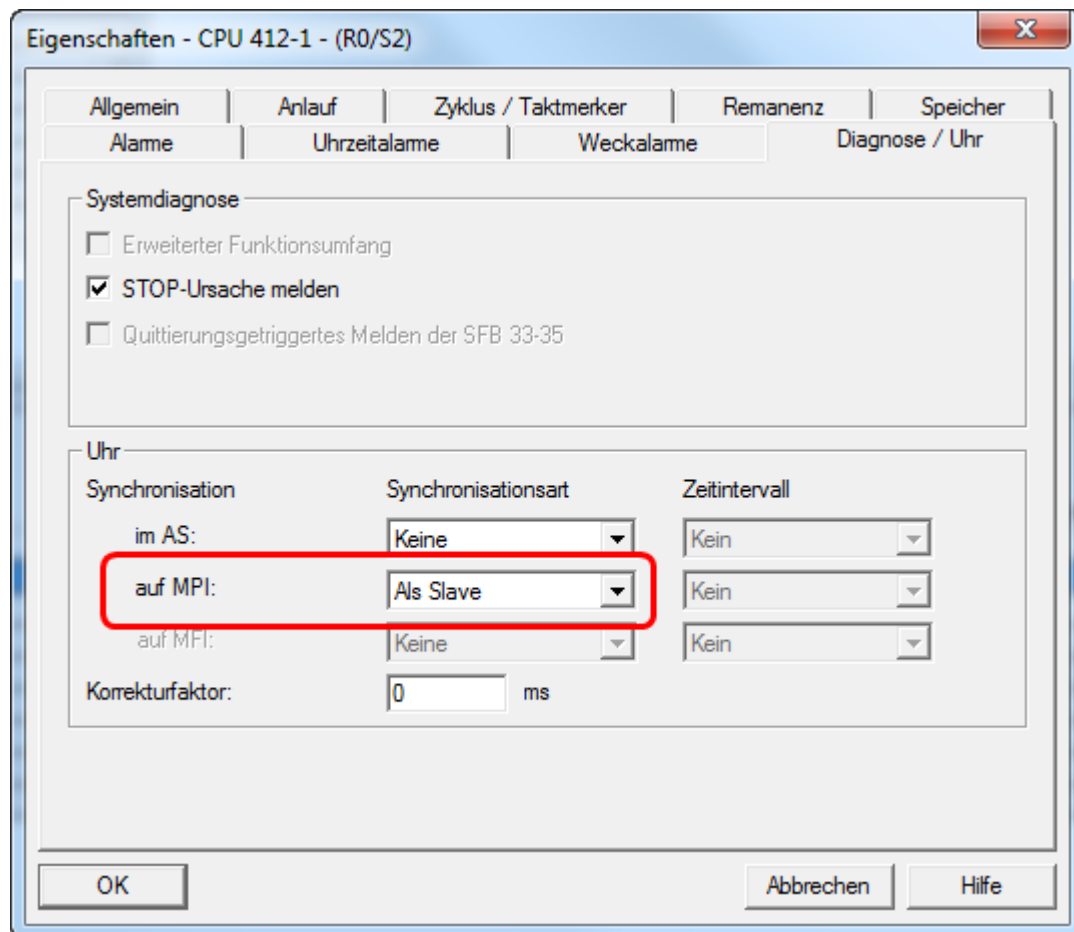 Eigenschaften - CPU 412-1 - (R0/S2)
Allgemein Anlauf Zyklus / Taktmerker Remanenz Speicher
Alarme Uhrzeitalarme Weckalarme Diagnose / Uhr
Systemdiagnose
Erweiterter Funktionsumfang
STOP-Ursache melden
Quittierungsgetriggertes Melden der SFB 33-35
Uhr
Synchronisation Synchronisationsart Zeitintervall
im AS: Keine Kein
auf MPI: Als Slave Kein
auf MFI: Keine Kein
Korrekturfaktor: 0 ms
OK Abbrechen Hilfe